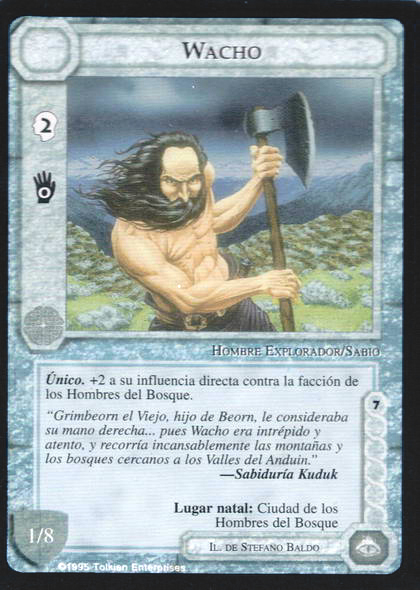 Wacho
2
0
Hombre Explorador/Sabio
Único. +2 a su influencia directa contra la facción de
los Hombres del Bosque.
7
“Grimbeorn el Viejo, hijo de Beorn, le consideraba
su mano derecha... pues Wacho era intrépido y
atento, y recorría incansablemente las montañas y
los bosques cercanos a los Valles del Anduin.”
—Sabiduría Kuduk
Lugar natal: Ciudad de los
Hombres del Bosque
1/8
Il. de Stefano Baldo
©1995 Tolkien Enterprises